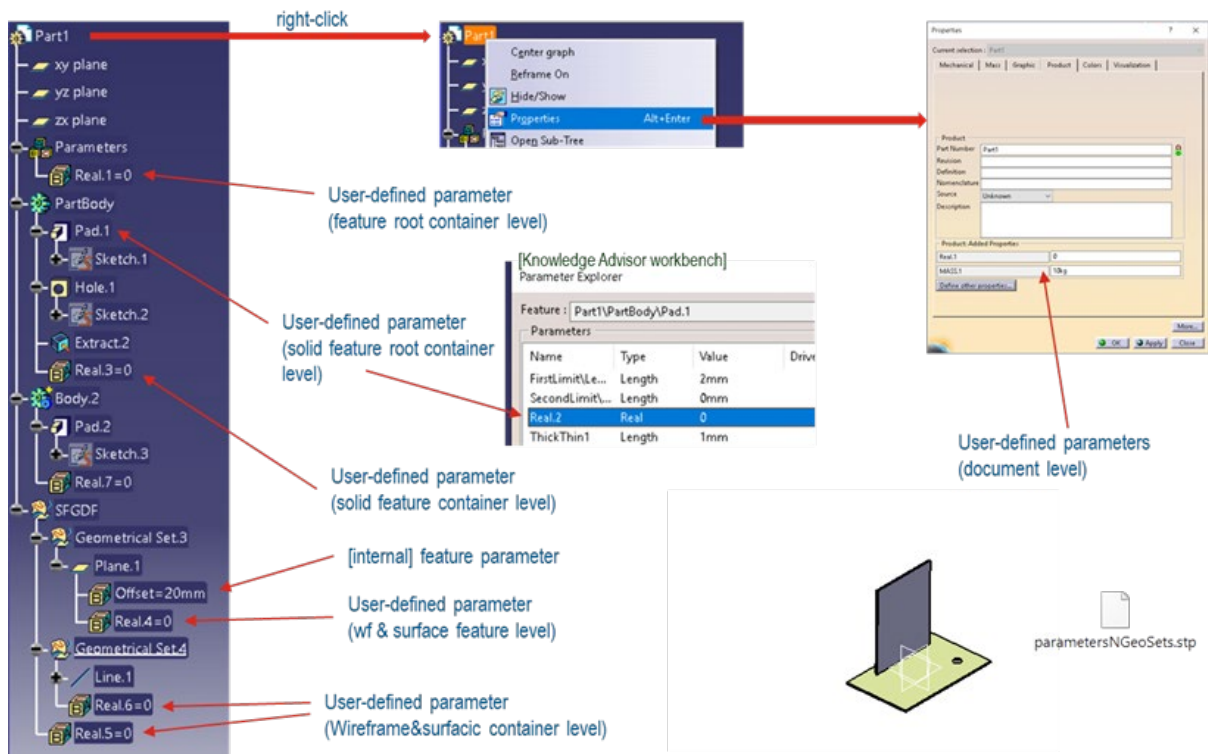 right-click
Part1
xy plane
yz plane
zx plane
Parameters
Real.1=0
PartBody
Pad.1
Sketch.1
Hole.1
Sketch.2
Extract.2
Real.3=0
Body.2
Pad.2
Sketch.3
Real.7=0
SFGDF
Geometrical Set.3
Plane.1
Offset=20mm
Real.4=0
Geometrical Set.4
Line.1
Real.6=0
Real.5=0
Part1
Center graph
Reframe On
Hide/Show
Properties Alt+Enter
Open Sub-Tree
User-defined parameter
(feature root container level)
User-defined parameter
(solid feature root container
level)
[Knowledge Advisor workbench]
Parameter Explorer
Feature : Part1\PartBody\Pad.1
Parameters
Name Type Value Drive
FirstLimit\Le... Length 2mm
SecondLimit\... Length 0mm
Real.2 Real 0
ThickThin1 Length 1mm
User-defined parameter
(solid feature container level)
[internal] feature parameter
User-defined parameter
(wf & surface feature level)
User-defined parameter
(Wireframe&surfacic container level)
Properties ? ×
Current selection : Part1
Mechanical Mass Graphic Product Colors Visualization
Product
Part Number Part1
Revision
Definition
Nomenclature
Source Unknown
Description
Product: Added Properties
Real.1 0
MASS.1 10kg
Define other properties...
More...
OK Apply Close
User-defined parameters
(document level)
parametersNGeoSets.stp